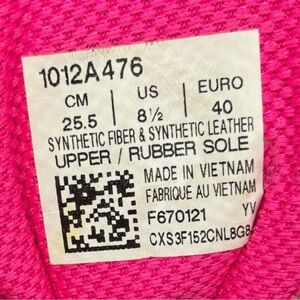 1012A476
CM | US | EURO
25.5 | 8½ | 40
SYNTHETIC FIBER & SYNTHETIC LEATHER
UPPER / RUBBER SOLE
MADE IN VIETNAM
FABRIQUE AU VIETNAM
F670121 YV
CXS3F152CNL8G8